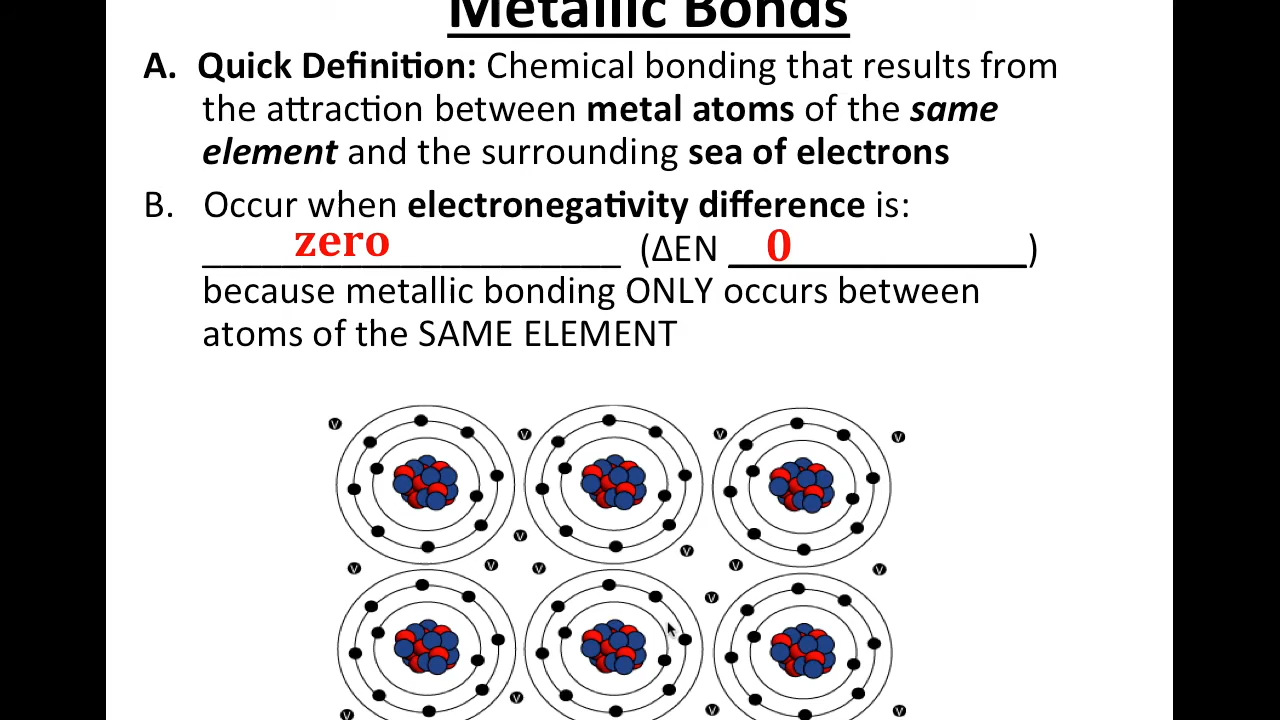 Metallic Bonds
A. Quick Definition: Chemical bonding that results from
the attraction between metal atoms of the same
element and the surrounding sea of electrons
B. Occur when electronegativity difference is:
zero (ΔEN 0 )
because metallic bonding ONLY occurs between
atoms of the SAME ELEMENT
V V V V
V V
V V V V V
V
V V V
V